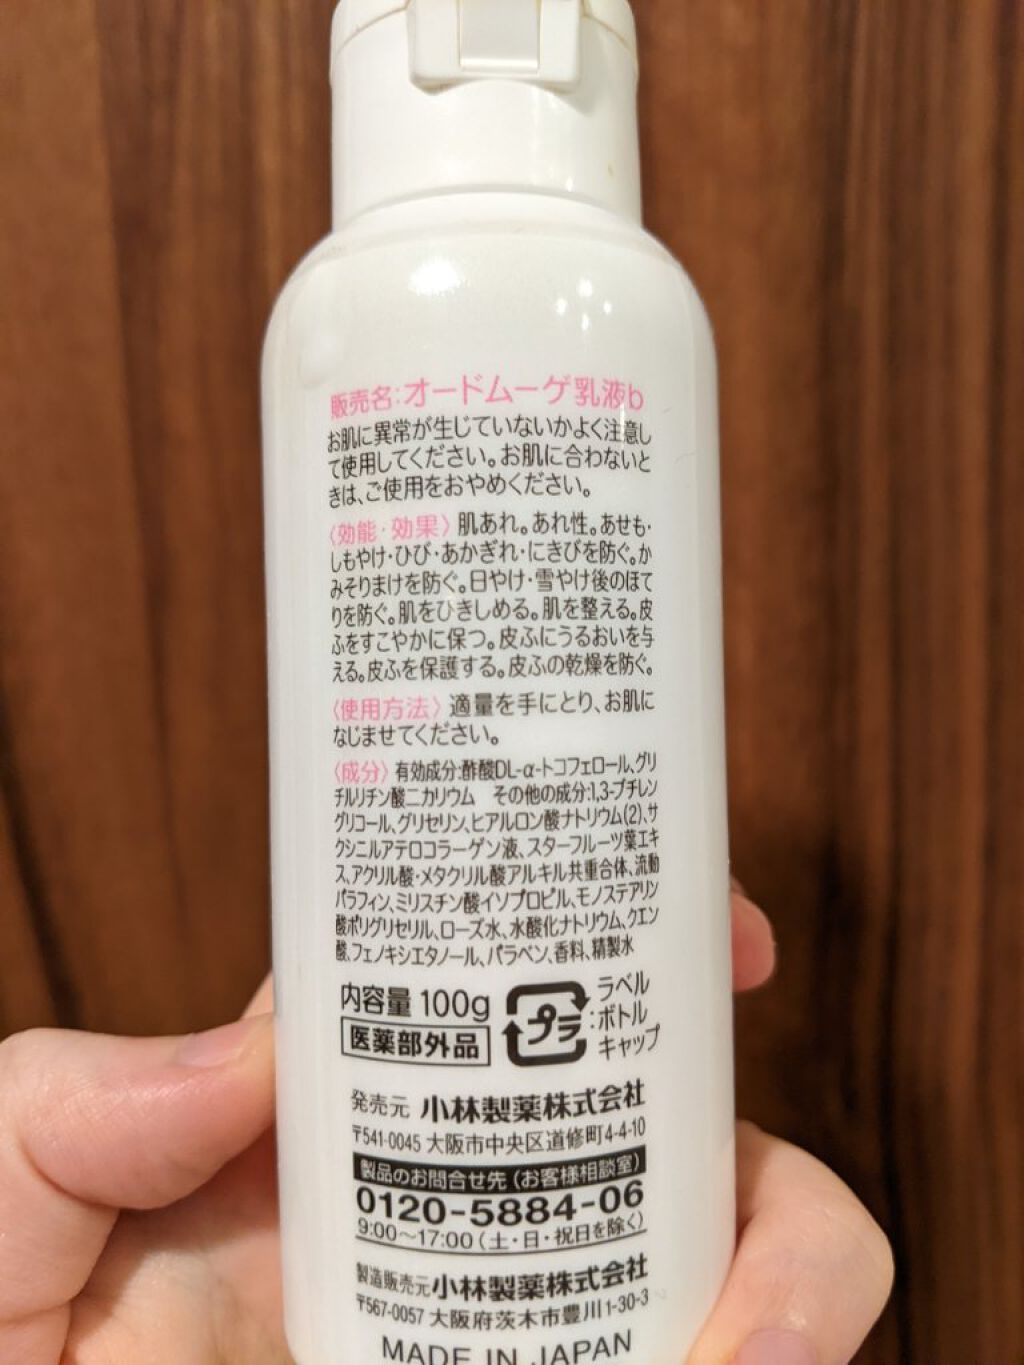 販売名:オードムーゲ乳液b
お肌に異常が生じていないかよく注意し
て使用してください。お肌に合わないと
きは、ご使用をおやめください。
〈効能・効果〉肌あれ。あれ性。あせも・
しもやけ・ひび・あかぎれ・にきびを防ぐ。か
みそりまけを防ぐ。日やけ・雪やけ後のほて
りを防ぐ。肌をひきしめる。肌を整える。皮
ふをすこやかに保つ。皮ふにうるおいを与
える。皮ふを保護する。皮ふの乾燥を防ぐ。
〈使用方法〉適量を手にとり、お肌に
なじませてください。
〈成分〉有効成分:酢酸DL-α-トコフェロール、グリ
チルリチン酸二カリウム その他の成分:1,3-ブチレン
グリコール、グリセリン、ヒアルロン酸ナトリウム(2)、サ
クシニルアテロコラーゲン液、スターフルーツ葉エキ
ス、アクリル酸・メタクリル酸アルキル共重合体、流動
パラフィン、ミリスチン酸イソプロピル、モノステアリン
酸ポリグリセリル、ローズ水、水酸化ナトリウム、クエン
酸、フェノキシエタノール、パラベン、香料、精製水
内容量 100g
医薬部外品
プラ
:ラベル
ボトル
キャップ
発売元 小林製薬株式会社
〒541-0045 大阪市中央区道修町4-4-10
製品のお問合せ先(お客様相談室)
0120-5884-06
9:00〜17:00(土・日・祝日を除く)
製造販売元 小林製薬株式会社
〒567-0057 大阪府茨木市豊川1-30-3
MADE IN JAPAN